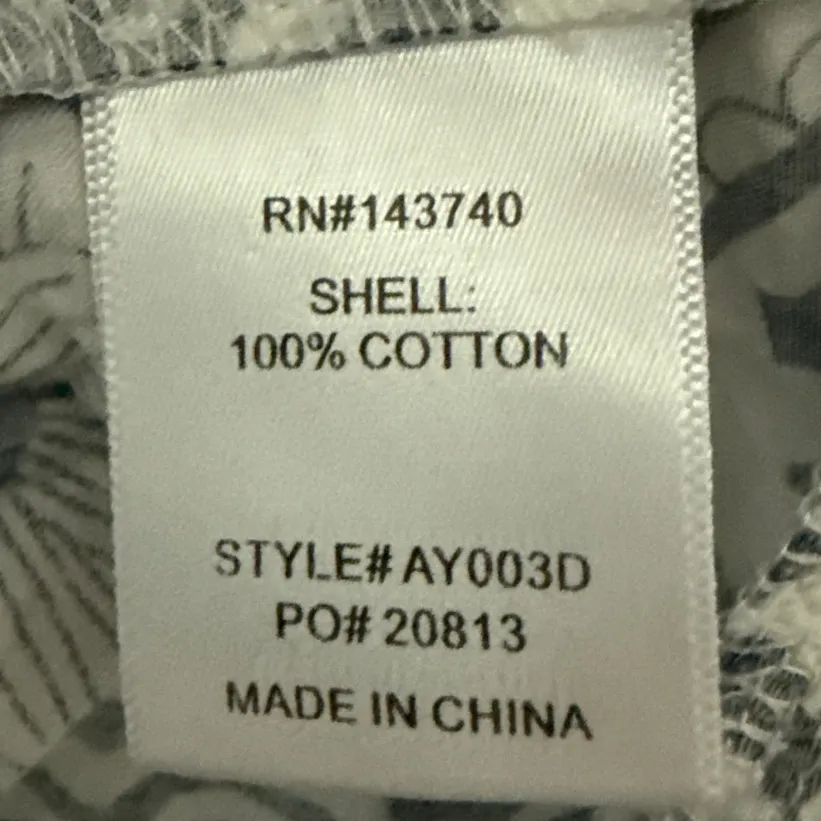 RN#143740
SHELL:
100% COTTON
STYLE# AY003D
PO# 20813
MADE IN CHINA